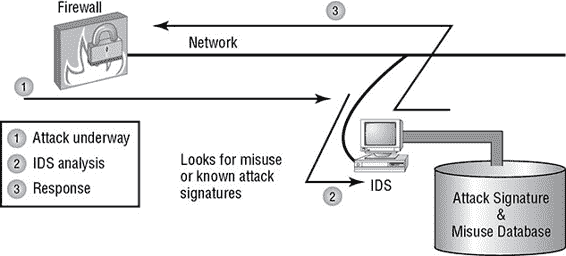 Firewall
3
Network
1
1 Attack underway
2 IDS analysis
3 Response
Looks for misuse
or known attack
signatures
2
IDS
Attack Signature
&
Misuse Database